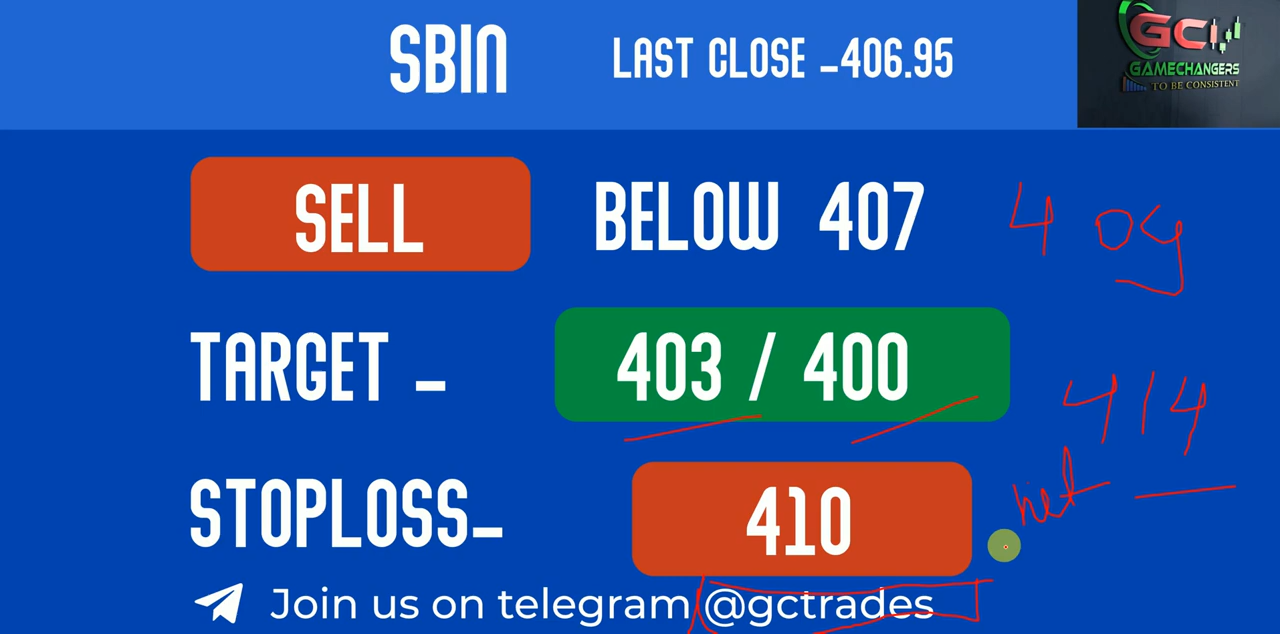 SBIN LAST CLOSE -406.95
GC
GAMECHANGERS
TO BE CONSISTENT
SELL BELOW 407
409
TARGET - 403 / 400
414
STOPLOSS- 410
Join us on telegram @gctrades